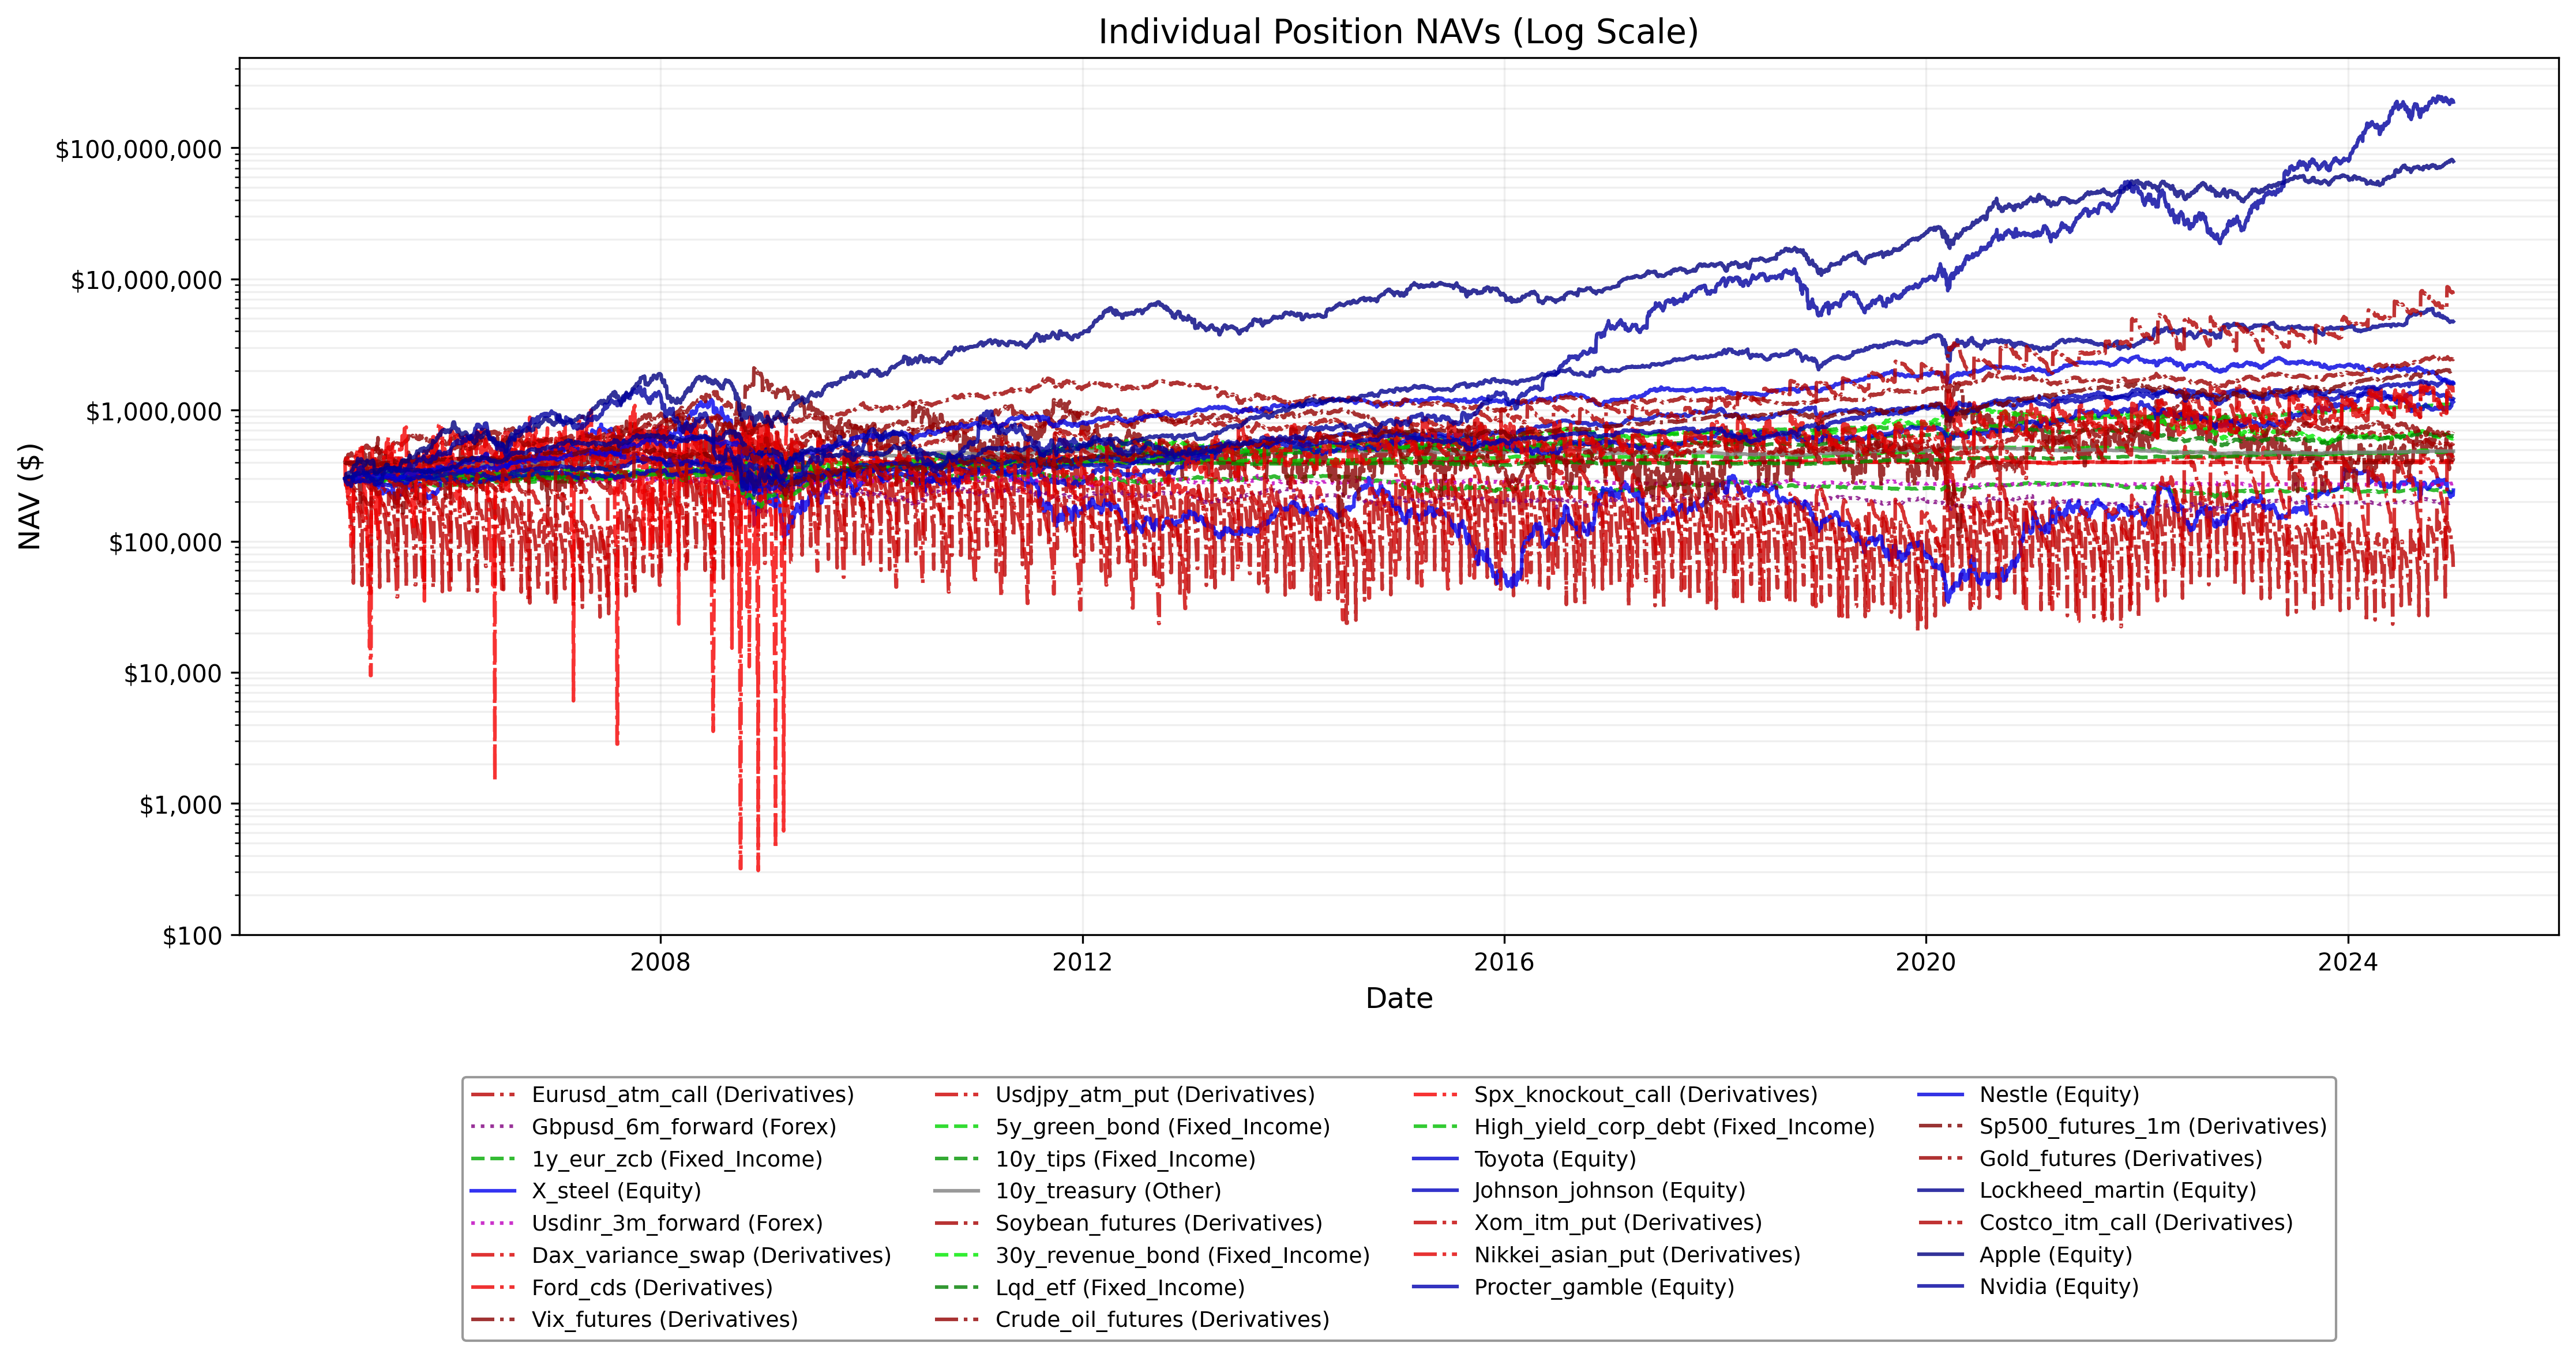 Individual Position NAVs (Log Scale)
NAV ($)
$100,000,000
$10,000,000
$1,000,000
$100,000
$10,000
$1,000
$100
2008
2012
2016
2020
2024
Date
Eurusd_atm_call (Derivatives)
Gbpusd_6m_forward (Forex)
1y_eur_zcb (Fixed_Income)
X_steel (Equity)
Usdinr_3m_forward (Forex)
Dax_variance_swap (Derivatives)
Ford_cds (Derivatives)
Vix_futures (Derivatives)
Usdjpy_atm_put (Derivatives)
5y_green_bond (Fixed_Income)
10y_tips (Fixed_Income)
10y_treasury (Other)
Soybean_futures (Derivatives)
30y_revenue_bond (Fixed_Income)
Lqd_etf (Fixed_Income)
Crude_oil_futures (Derivatives)
Spx_knockout_call (Derivatives)
High_yield_corp_debt (Fixed_Income)
Toyota (Equity)
Johnson_johnson (Equity)
Xom_itm_put (Derivatives)
Nikkei_asian_put (Derivatives)
Procter_gamble (Equity)
Nestle (Equity)
Sp500_futures_1m (Derivatives)
Gold_futures (Derivatives)
Lockheed_martin (Equity)
Costco_itm_call (Derivatives)
Apple (Equity)
Nvidia (Equity)